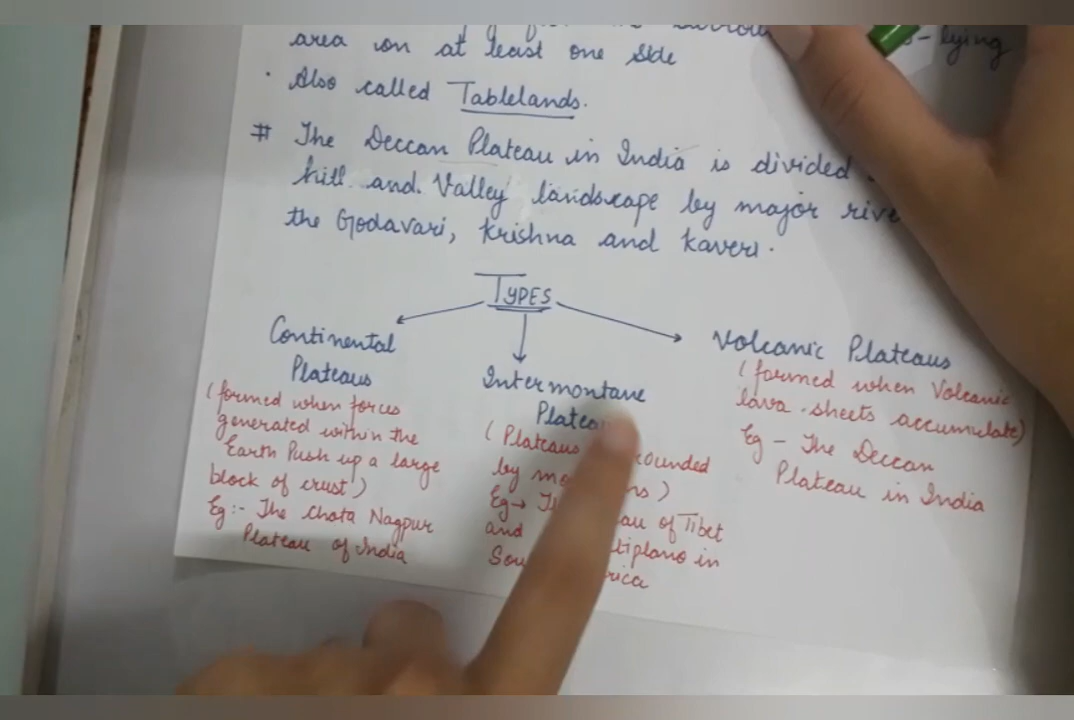 area on at least one side
· Also called Tablelands.
# The Deccan Plateau in India is divided
hill and Valley landscape by major
the Godavari, Krishna and Kaveri.
TYPES
Continental
Plateaus
(formed when forces
generated within the
Earth Push up a large
block of crust)
Eg:- The Chota Nagpur
Plateau of India
Intermontane
(Plateaus
by
Eg→
of Tibet
and
in
Volcanic Plateaus
(formed when Volcanic
lava sheets accumulate)
Eg - The Deccan
Plateau in India